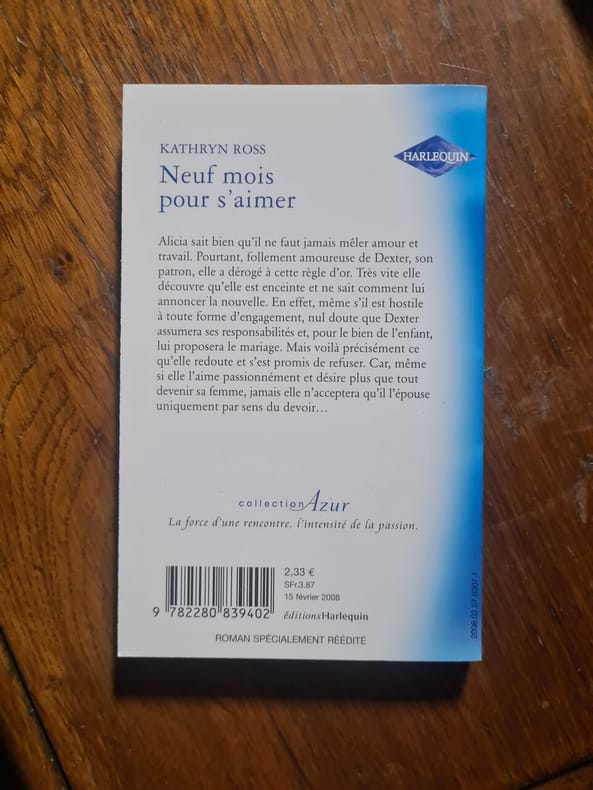 KATHRYN ROSS
HARLEQUIN
Neuf mois
pour s'aimer
Alicia sait bien qu'il ne faut jamais mêler amour et
travail. Pourtant, follement amoureuse de Dexter, son
patron, elle a dérogé à cette règle d'or. Très vite elle
découvre qu'elle est enceinte et ne sait comment lui
annoncer la nouvelle. En effet, même s'il est hostile
à toute forme d'engagement, nul doute que Dexter
assumera ses responsabilités et, pour le bien de l'enfant,
lui proposera le mariage. Mais voilà précisément ce
qu'elle redoute et s'est promis de refuser. Car, même
si elle l'aime passionnément et désire plus que tout
devenir sa femme, jamais elle n'acceptera qu'il l'épouse
uniquement par sens du devoir…
collection Azur
La force d'une rencontre, l'intensité de la passion.
2,33 €
SFr.3.87
15 février 2008
9 782280 839402
éditionsHarlequin
ROMAN SPÉCIALEMENT RÉÉDITÉ